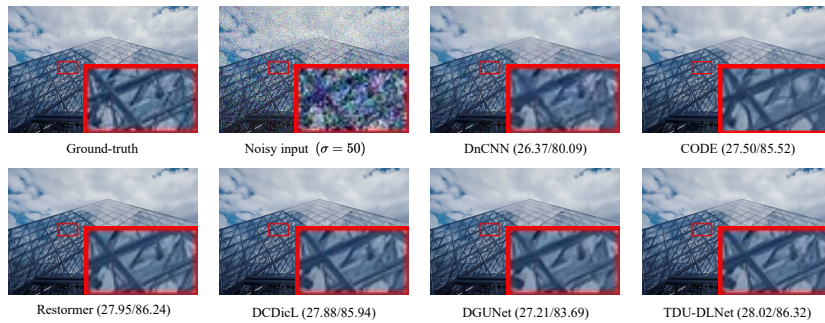 Ground-truth
Noisy input (σ = 50)
DnCNN (26.37/80.09)
CODE (27.50/85.52)
Restormer (27.95/86.24)
DCDicL (27.88/85.94)
DGUNet (27.21/83.69)
TDU-DLNet (28.02/86.32)